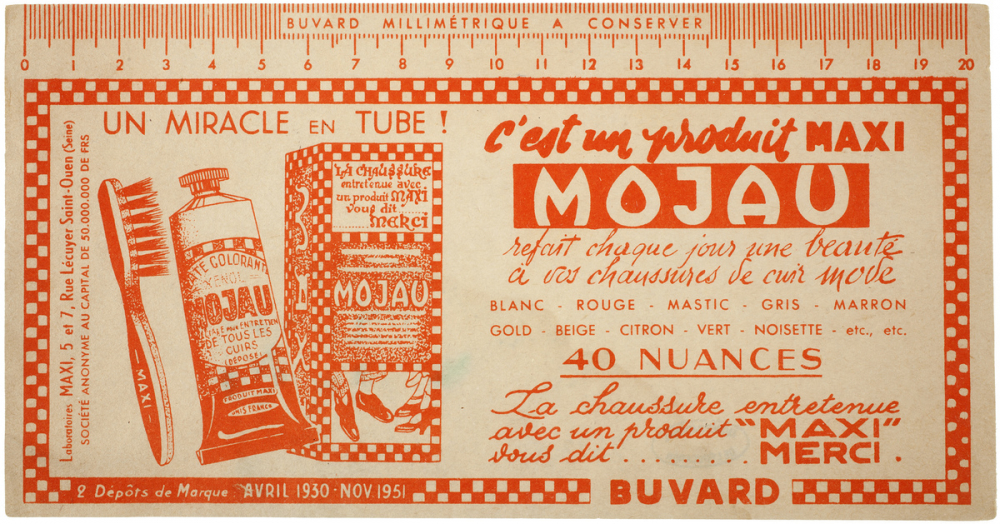 BUVARD MILLIMÉTRIQUE A CONSERVER
0 1 2 3 4 5 6 7 8 9 10 11 12 13 14 15 16 17 18 19 20
UN MIRACLE EN TUBE !
Laboratoires MAXI, 5 et 7, Rue Lécuyer Saint-Ouen (Seine)
SOCIÉTÉ ANONYME AU CAPITAL DE 50.000.000 DE FRS
MAXI
COLORANT
MOJAU
ENTRETIEN
DE TOUS LES
CUIRS
(DÉPOSÉ)
PRODUIT MAXI
LA CHAUSSURE
entretenue avec
un produit MAXI
vous dit
MERCI
MOJAU
c'est un produit MAXI
MOJAU
refait chaque jour une beauté
à vos chaussures de cuir mode
BLANC - ROUGE - MASTIC - GRIS - MARRON
GOLD - BEIGE - CITRON - VERT - NOISETTE - etc., etc.
40 NUANCES
La chaussure entretenue
avec un produit "MAXI"
vous dit ......... MERCI .
2 Dépôts de Marque AVRIL 1930 - NOV 1951
BUVARD